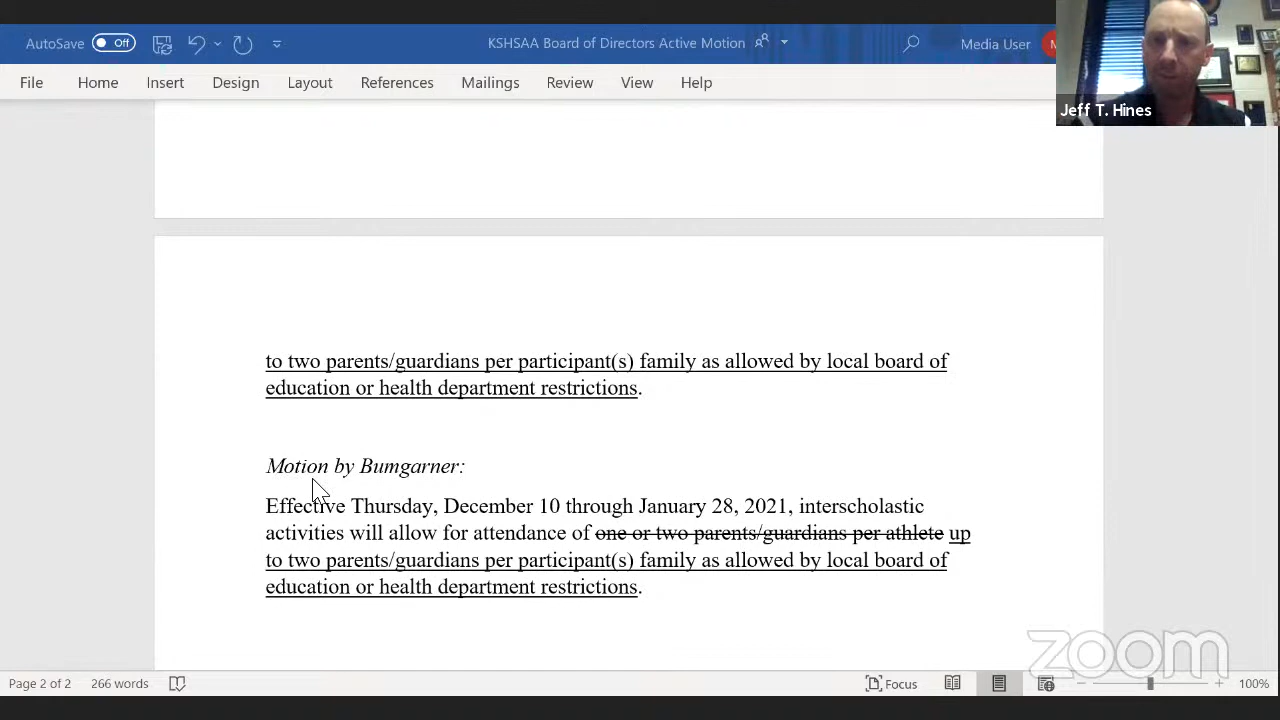 AutoSave Off
KSHSAA Board of Directors Active Motion
Media User
M
File Home Insert Design Layout References Mailings Review View Help
Jeff T. Hines
to two parents/guardians per participant(s) family as allowed by local board of
education or health department restrictions.
Motion by Bumgarner:
Effective Thursday, December 10 through January 28, 2021, interscholastic
activities will allow for attendance of one or two parents/guardians per athlete up
to two parents/guardians per participant(s) family as allowed by local board of
education or health department restrictions.
zoom
Page 2 of 2 266 words Focus 100%